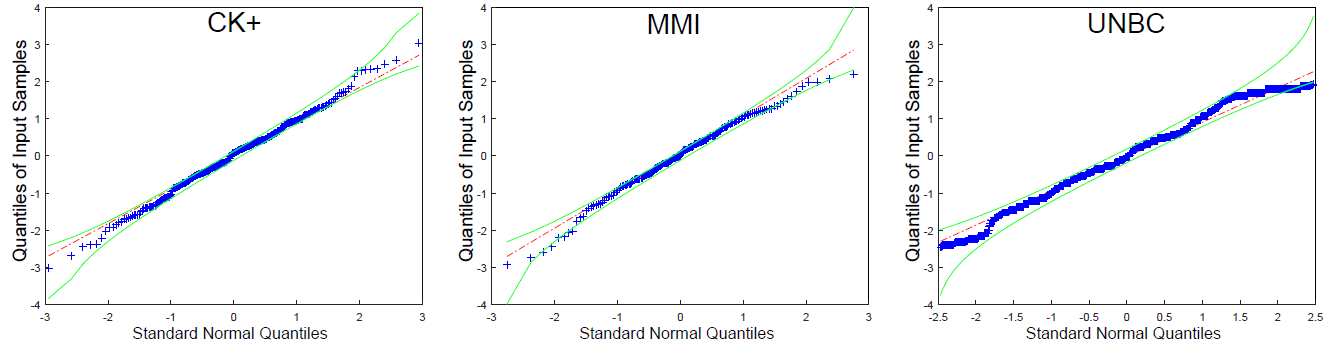 CK+
Quantiles of Input Samples
4
3
2
1
0
-1
-2
-3
-4
-3 -2 -1 0 1 2 3
Standard Normal Quantiles
MMI
Quantiles of Input Samples
4
3
2
1
0
-1
-2
-3
-4
-3 -2 -1 0 1 2 3
Standard Normal Quantiles
UNBC
Quantiles of Input Samples
4
3
2
1
0
-1
-2
-3
-4
-2.5 -2 -1.5 -1 -0.5 0 0.5 1 1.5 2 2.5
Standard Normal Quantiles